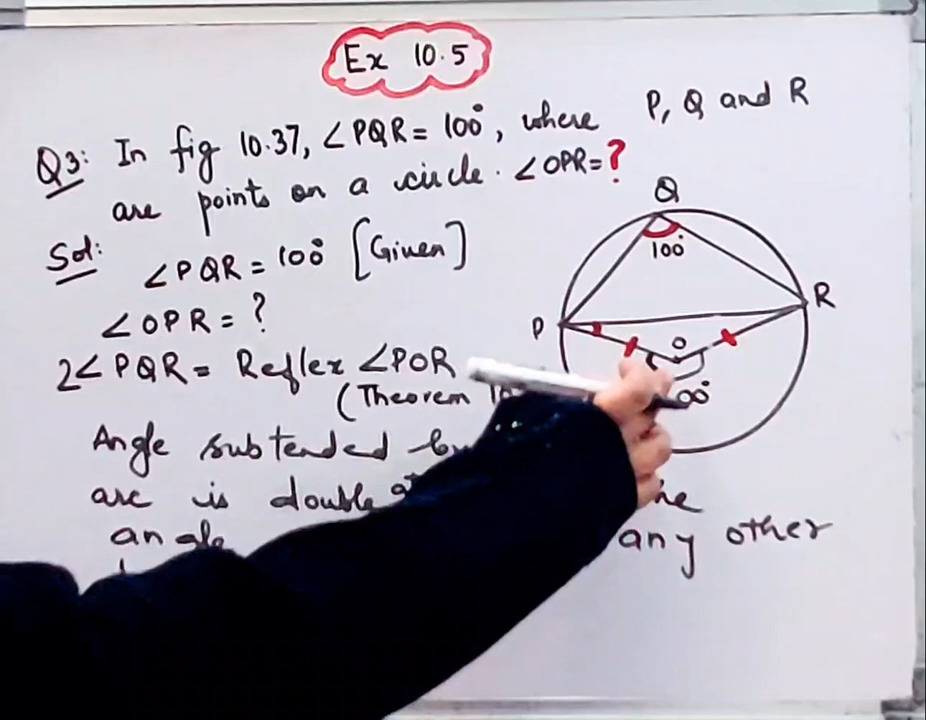 Ex 10.5
Q3: In fig 10.37, ∠PQR = 100°, where P, Q and R
are points on a circle. ∠OPR = ?
Sol:
∠PQR = 100° [Given]
∠OPR = ?
2∠PQR = Reflex ∠POR
(Theorem
Angle subtended
arc is double
angle any other
Q
100°
P
R
O